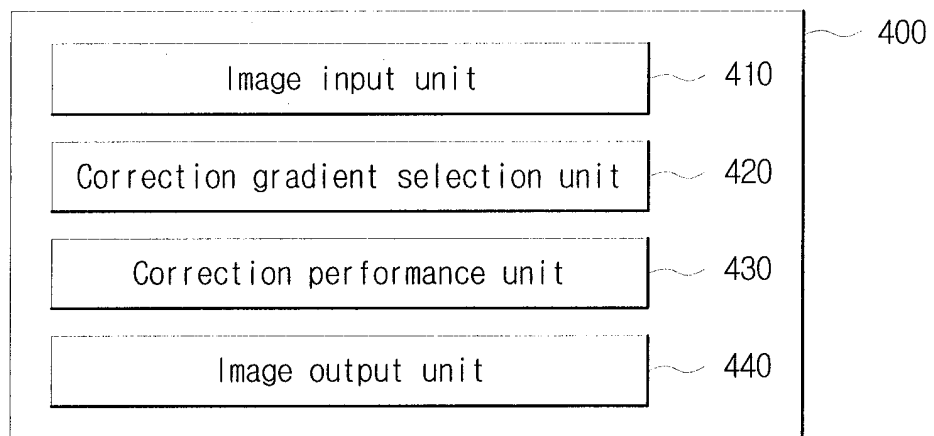 400
Image input unit 410
Correction gradient selection unit 420
Correction performance unit 430
Image output unit 440